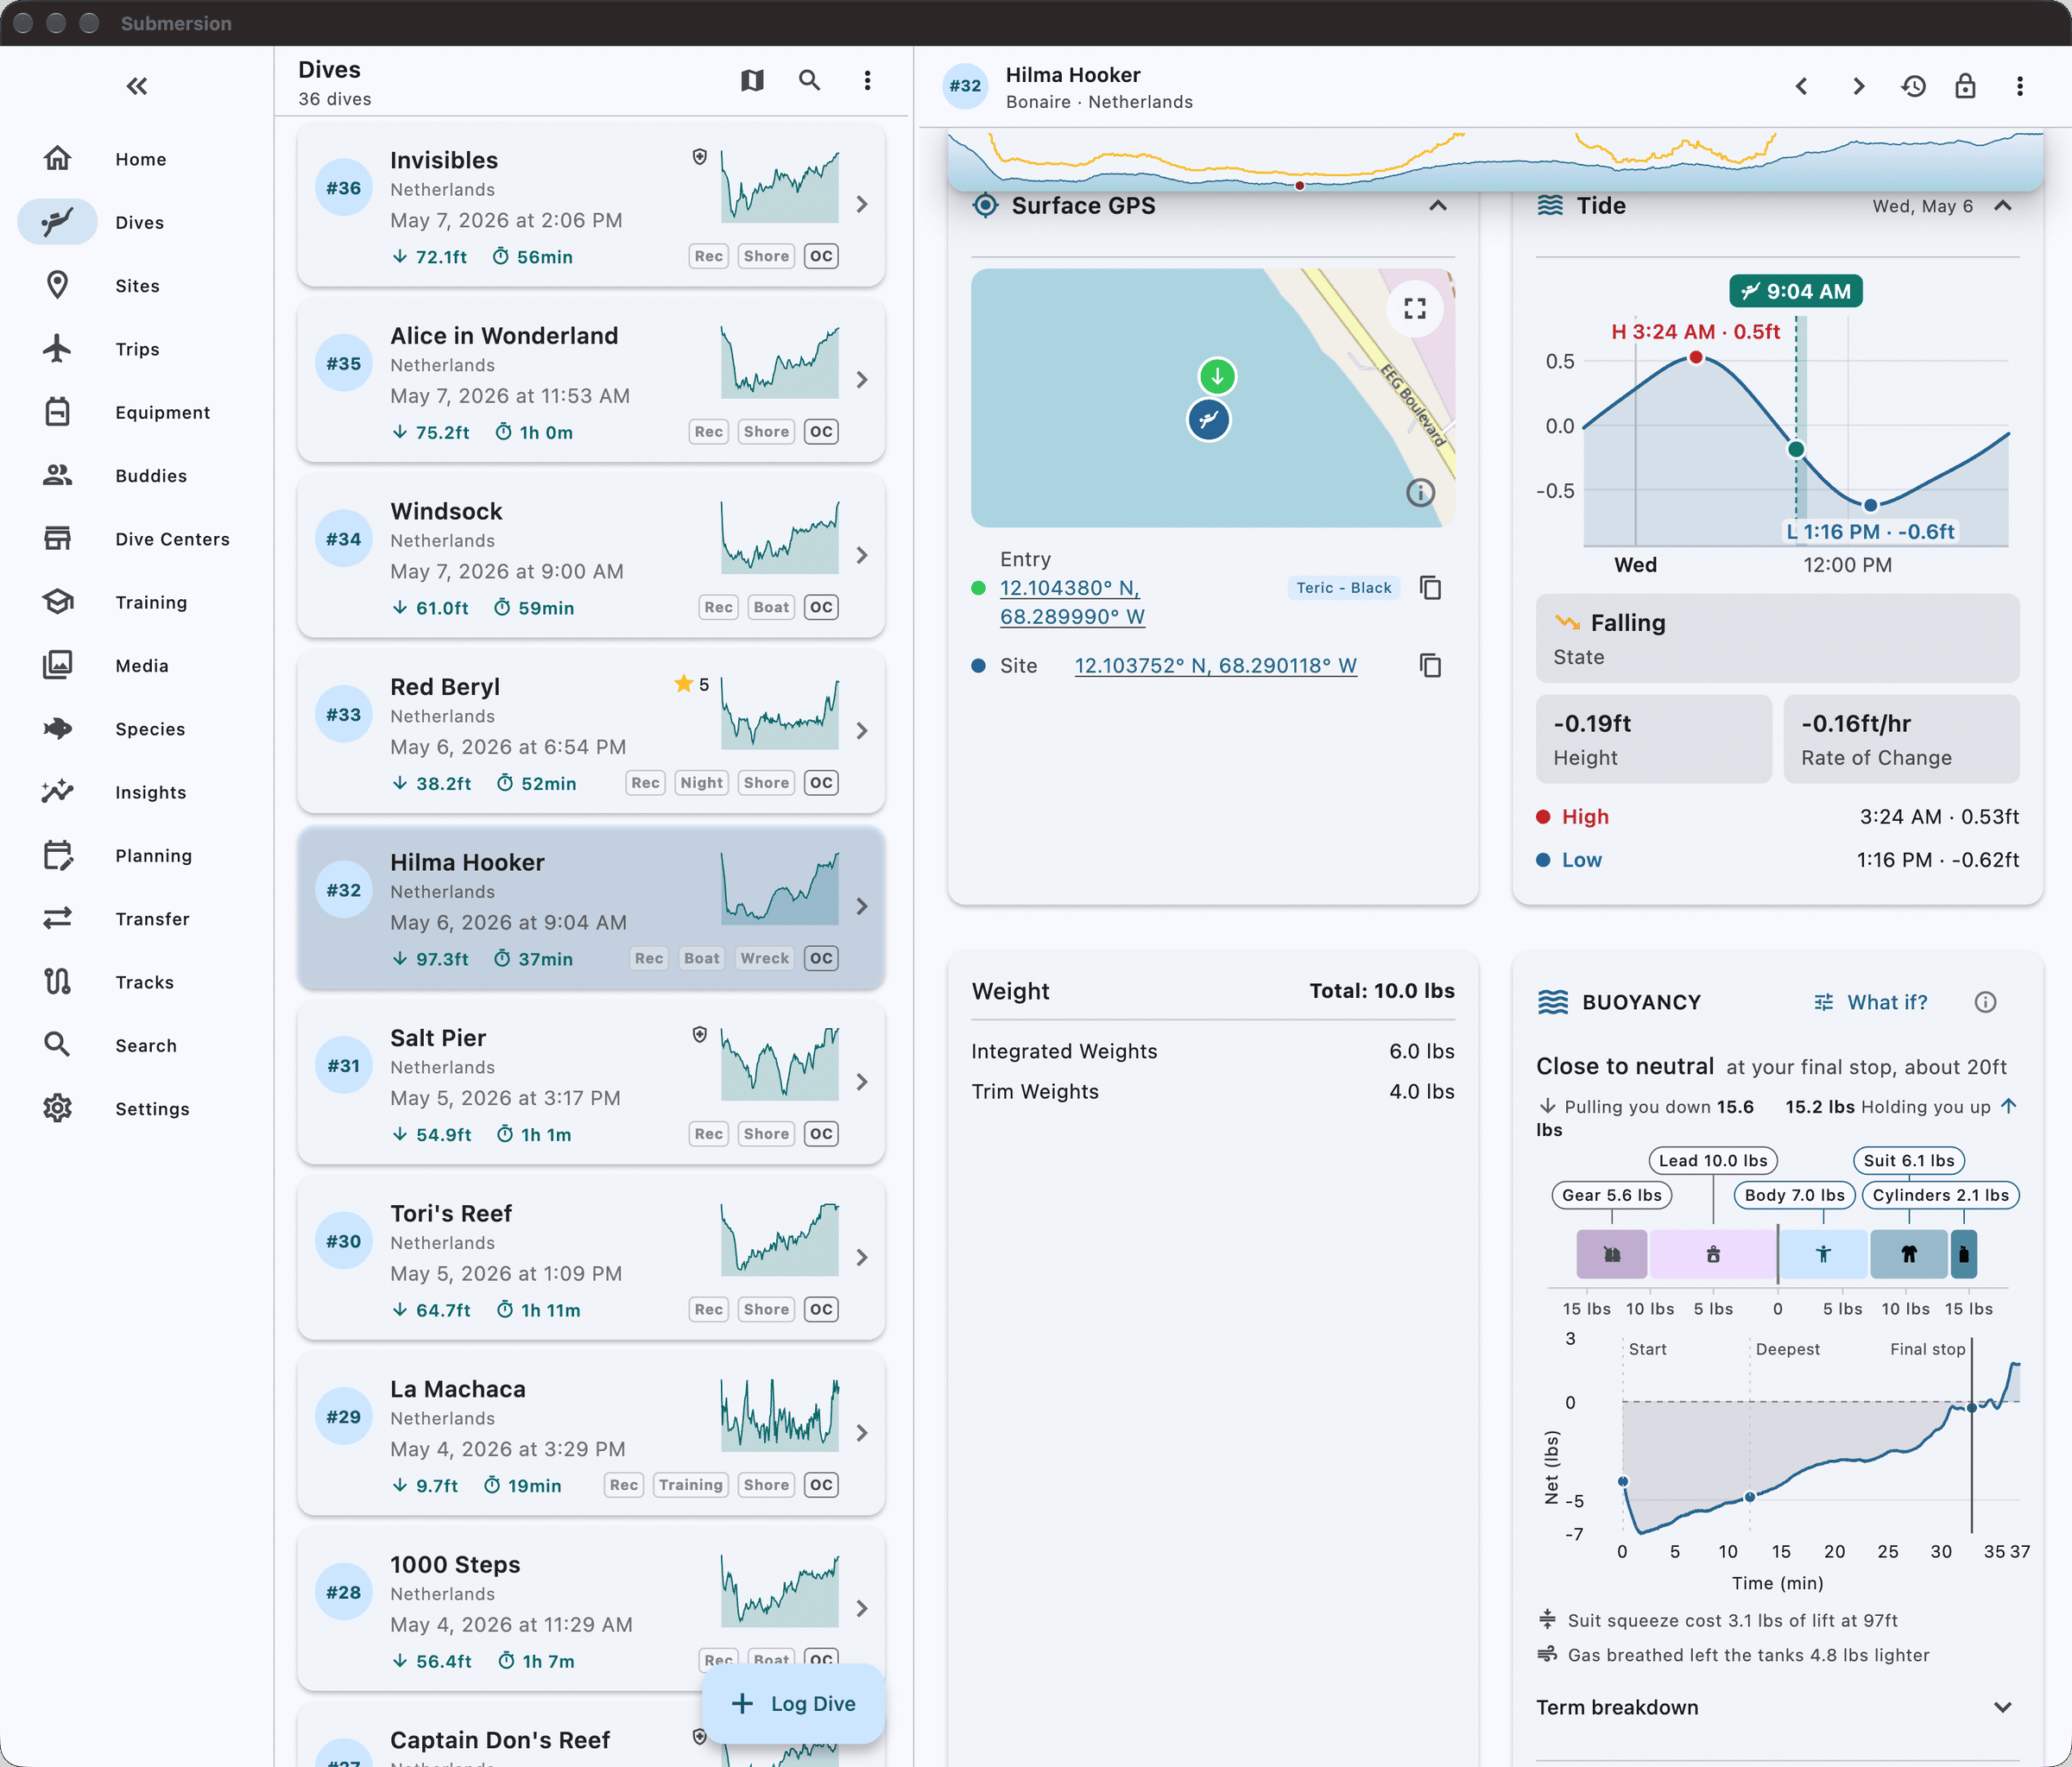 Submersion
Home
Dives
Sites
Trips
Equipment
Buddies
Dive Centers
Training
Media
Species
Insights
Planning
Transfer
Tracks
Search
Settings
Dives
36 dives
#36
Invisibles
Netherlands
May 7, 2026 at 2:06 PM
72.1ft 56min Rec Shore OC
#35
Alice in Wonderland
Netherlands
May 7, 2026 at 11:53 AM
75.2ft 1h 0m Rec Shore OC
#34
Windsock
Netherlands
May 7, 2026 at 9:00 AM
61.0ft 59min Rec Boat OC
#33
Red Beryl 5
Netherlands
May 6, 2026 at 6:54 PM
38.2ft 52min Rec Night Shore OC
#32
Hilma Hooker
Netherlands
May 6, 2026 at 9:04 AM
97.3ft 37min Rec Boat Wreck OC
#31
Salt Pier
Netherlands
May 5, 2026 at 3:17 PM
54.9ft 1h 1m Rec Shore OC
#30
Tori's Reef
Netherlands
May 5, 2026 at 1:09 PM
64.7ft 1h 11m Rec Shore OC
#29
La Machaca
Netherlands
May 4, 2026 at 3:29 PM
9.7ft 19min Rec Training Shore OC
#28
1000 Steps
Netherlands
May 4, 2026 at 11:29 AM
56.4ft 1h 7m Rec Boat OC
Captain Don's Reef
Log Dive
#32
Hilma Hooker
Bonaire · Netherlands
Surface GPS
EEG Boulevard
Entry
12.104380° N,
68.289990° W
Teric - Black
Site 12.103752° N, 68.290118° W
Tide Wed, May 6
9:04 AM
H 3:24 AM · 0.5ft
0.5
0.0
-0.5
L 1:16 PM · -0.6ft
Wed 12:00 PM
Falling
State
-0.19ft
Height
-0.16ft/hr
Rate of Change
High 3:24 AM · 0.53ft
Low 1:16 PM · -0.62ft
Weight Total: 10.0 lbs
Integrated Weights 6.0 lbs
Trim Weights 4.0 lbs
BUOYANCY What if?
Close to neutral at your final stop, about 20ft
Pulling you down 15.6
lbs
15.2 lbs Holding you up
Lead 10.0 lbs Suit 6.1 lbs
Gear 5.6 lbs Body 7.0 lbs Cylinders 2.1 lbs
15 lbs 10 lbs 5 lbs 0 5 lbs 10 lbs 15 lbs
3
Start Deepest Final stop
0
Net (lbs)
-5
-7
0 5 10 15 20 25 30 35 37
Time (min)
Suit squeeze cost 3.1 lbs of lift at 97ft
Gas breathed left the tanks 4.8 lbs lighter
Term breakdown